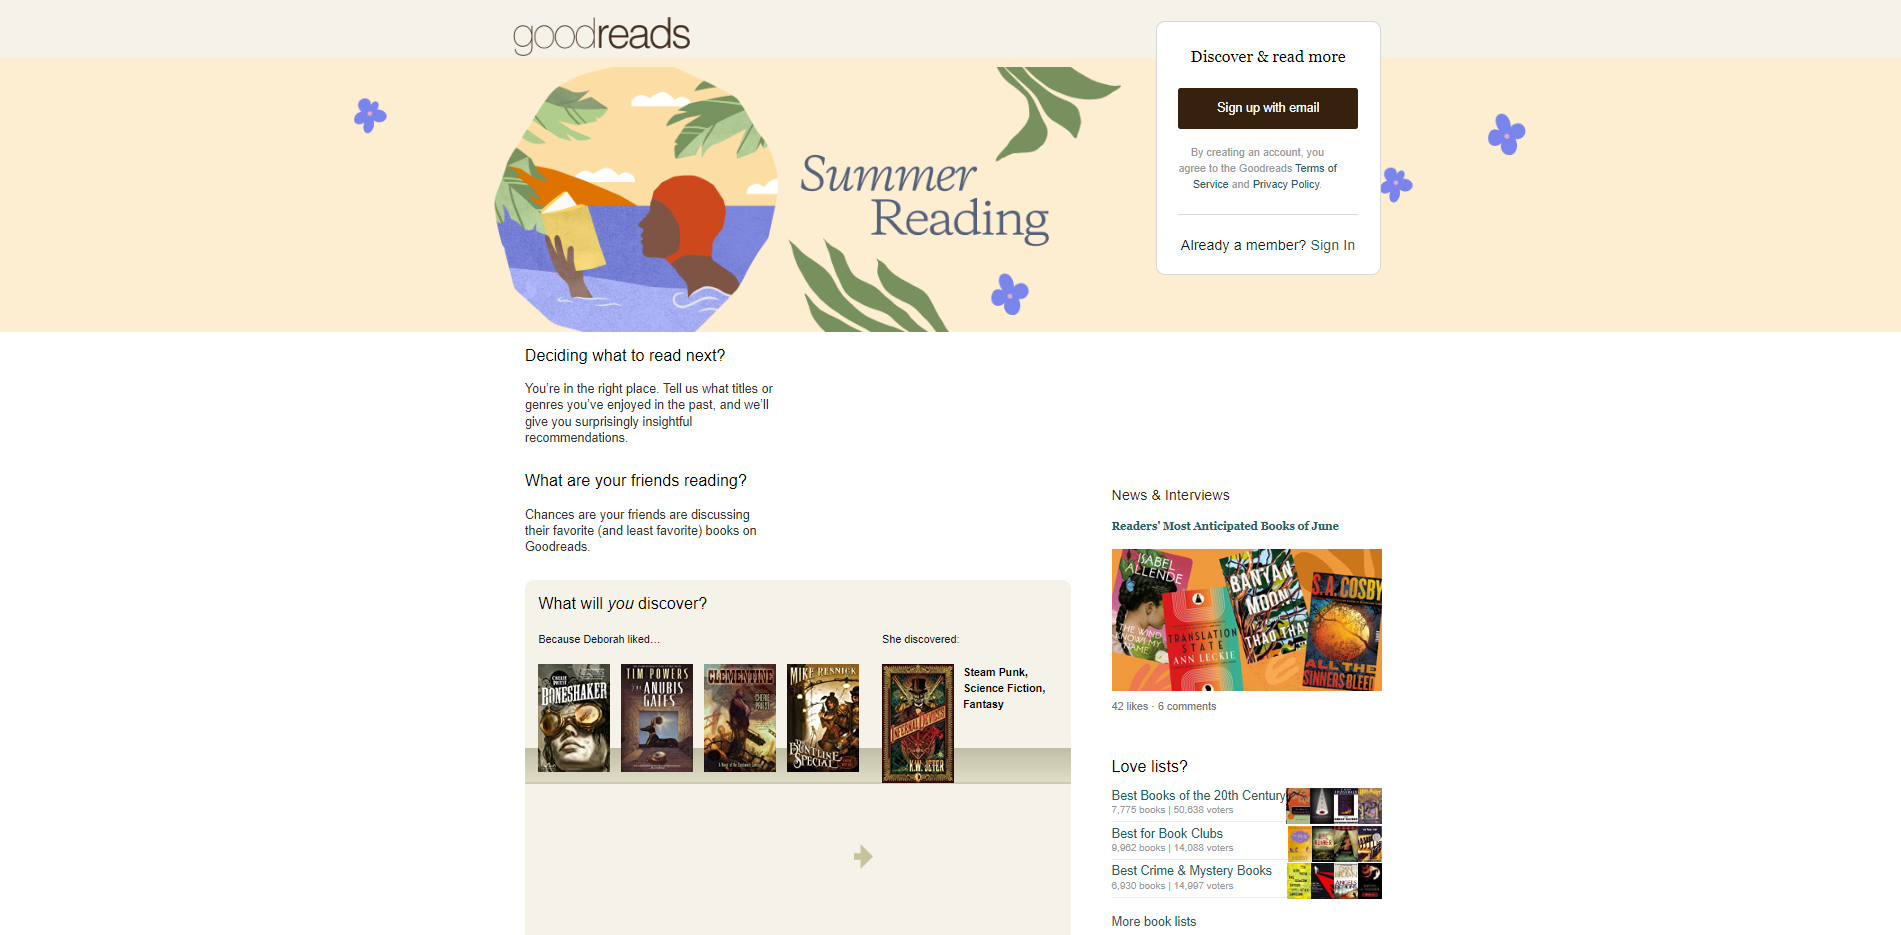 goodreads
Discover & read more
Sign up with email
By creating an account, you
agree to the Goodreads Terms of
Service and Privacy Policy.
Already a member? Sign In
Summer
Reading
Deciding what to read next?
You’re in the right place. Tell us what titles or
genres you’ve enjoyed in the past, and we’ll
give you surprisingly insightful
recommendations.
What are your friends reading?
Chances are your friends are discussing
their favorite (and least favorite) books on
Goodreads.
What will you discover?
Because Deborah liked…
She discovered:
CHERIE PRIEST
BONESHAKER
TIM POWERS
THE ANUBIS
GATES
CLEMENTINE
CHERIE
PRIEST
MIKE RESNICK
THE BUNTLINE
SPECIAL
INFERNAL DEVICES
K.W. JETER
Steam Punk,
Science Fiction,
Fantasy
News & Interviews
Readers' Most Anticipated Books of June
ISABEL
ALLENDE
THE WIND
KNOWS MY
NAME
TRANSLATION
STATE
ANN LECKIE
BANYAN
MOON
THAO THAI
S.A. COSBY
ALL THE
SINNERS BLEED
42 likes · 6 comments
Love lists?
Best Books of the 20th Century
7,775 books | 50,638 voters
Best for Book Clubs
9,962 books | 14,088 voters
Best Crime & Mystery Books
6,930 books | 14,997 voters
More book lists